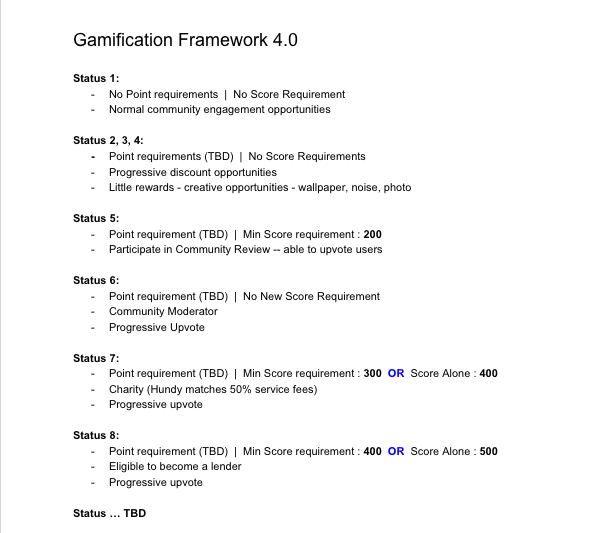 Gamification Framework 4.0
Status 1:
- No Point requirements | No Score Requirement
- Normal community engagement opportunities
Status 2, 3, 4:
- Point requirements (TBD) | No Score Requirements
- Progressive discount opportunities
- Little rewards - creative opportunities - wallpaper, noise, photo
Status 5:
- Point requirement (TBD) | Min Score requirement : 200
- Participate in Community Review -- able to upvote users
Status 6:
- Point requirement (TBD) | No New Score Requirement
- Community Moderator
- Progressive Upvote
Status 7:
- Point requirement (TBD) | Min Score requirement : 300 OR Score Alone : 400
- Charity (Hundy matches 50% service fees)
- Progressive upvote
Status 8:
- Point requirement (TBD) | Min Score requirement : 400 OR Score Alone : 500
- Eligible to become a lender
- Progressive upvote
Status ... TBD